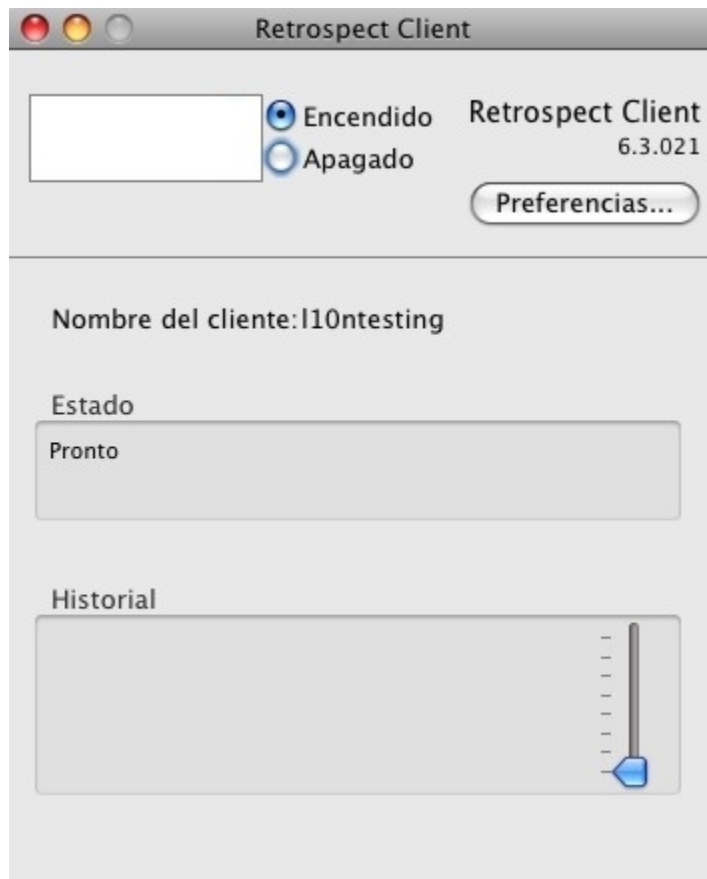 Retrospect Client
Encendido
Apagado
Retrospect Client
6.3.021
Preferencias...
Nombre del cliente:l10ntesting
Estado
Pronto
Historial